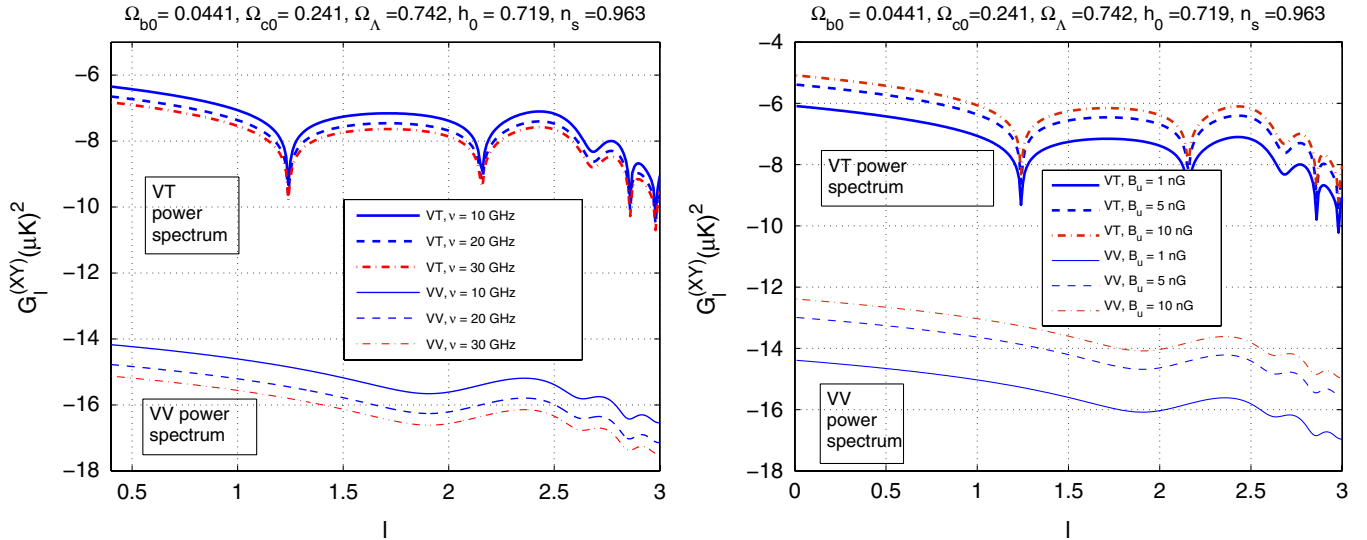 Ω_b0 = 0.0441, Ω_c0 = 0.241, Ω_Λ =0.742, h_0 =0.719, n_s =0.963
−6
−8
−10
−12
−14
−16
−18
G_l^(XY)(μK)^2
VT
power
spectrum
VT, ν = 10 GHz
VT, ν = 20 GHz
VT, ν = 30 GHz
VV, ν = 10 GHz
VV, ν = 20 GHz
VV, ν = 30 GHz
VV power
spectrum
0.5 1 1.5 2 2.5 3
l
Ω_b0 = 0.0441, Ω_c0=0.241, Ω_Λ =0.742, h_0 =0.719, n_s =0.963
−4
−6
−8
−10
−12
−14
−16
−18
G_l^(XY)(μK)^2
VT power
spectrum
VT, B_u = 1 nG
VT, B_u = 5 nG
VT, B_u = 10 nG
VV, B_u = 1 nG
VV, B_u = 5 nG
VV, B_u = 10 nG
VV
power
spectrum
0 0.5 1 1.5 2 2.5 3
l